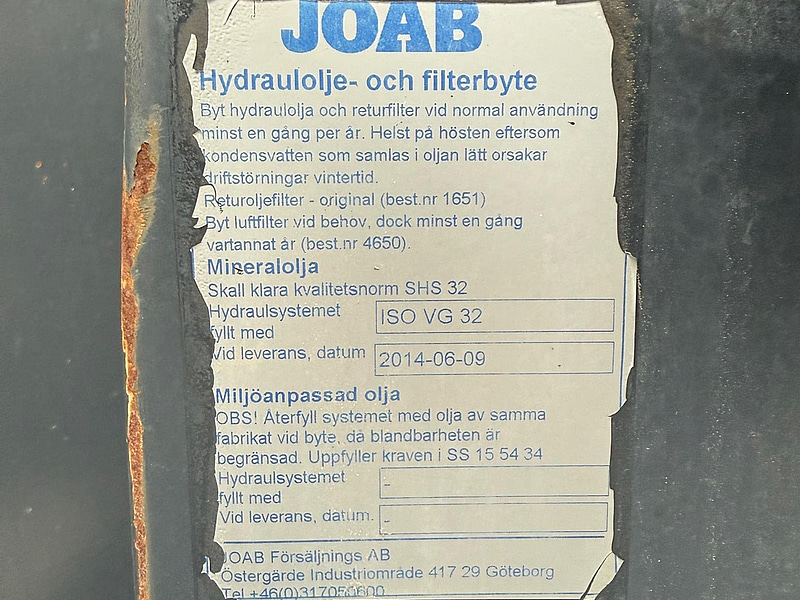 JOAB
Hydraulolje- och filterbyte
Byt hydraulolja och returfilter vid normal användning
minst en gång per år. Helst på hösten eftersom
kondensvatten som samlas i oljan lätt orsakar
driftstörningar vintertid.
Returoljefilter - original (best.nr 1651)
Byt luftfilter vid behov, dock minst en gång
vartannat år (best.nr 4650).
Mineralolja
Skall klara kvalitetsnorm SHS 32
Hydraulsystemet
fyllt med
ISO VG 32
Vid leverans, datum
2014-06-09
Miljöanpassad olja
OBS! Återfyll systemet med olja av samma
fabrikat vid byte, då blandbarheten är
begränsad. Uppfyller kraven i SS 15 54 34
Hydraulsystemet
fyllt med
-
Vid leverans, datum.
-
JOAB Försäljnings AB
Östergärde Industriområde 417 29 Göteborg
Tel +46(0)317050600